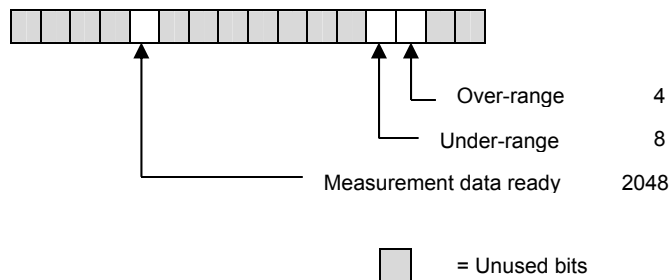 Over-range 4
Under-range 8
Measurement data ready 2048
= Unused bits